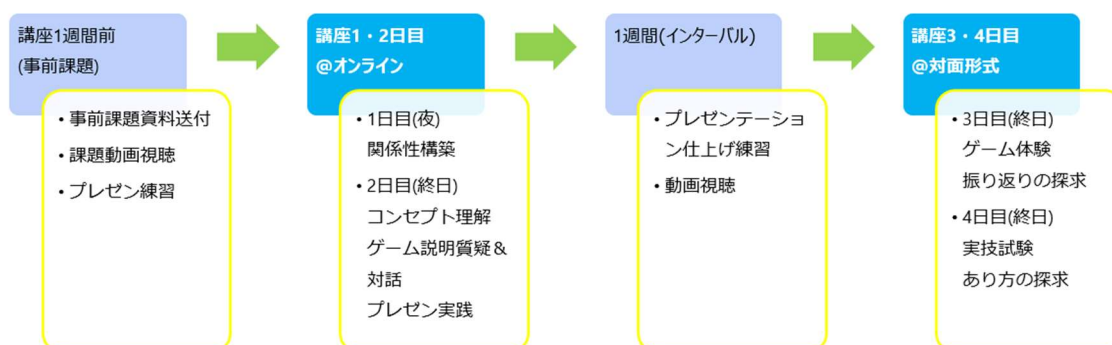 講座1週間前
(事前課題)
・事前課題資料送付
・課題動画視聴
・プレゼン練習
講座1・2日目
@オンライン
・1日目(夜)
関係性構築
・2日目(終日)
コンセプト理解
ゲーム説明質疑＆
対話
プレゼン実践
1週間(インターバル)
・プレゼンテーショ
ン仕上げ練習
・動画視聴
講座3・4日目
@対面形式
・3日目(終日)
ゲーム体験
振り返りの探求
・4日目(終日)
実技試験
あり方の探求